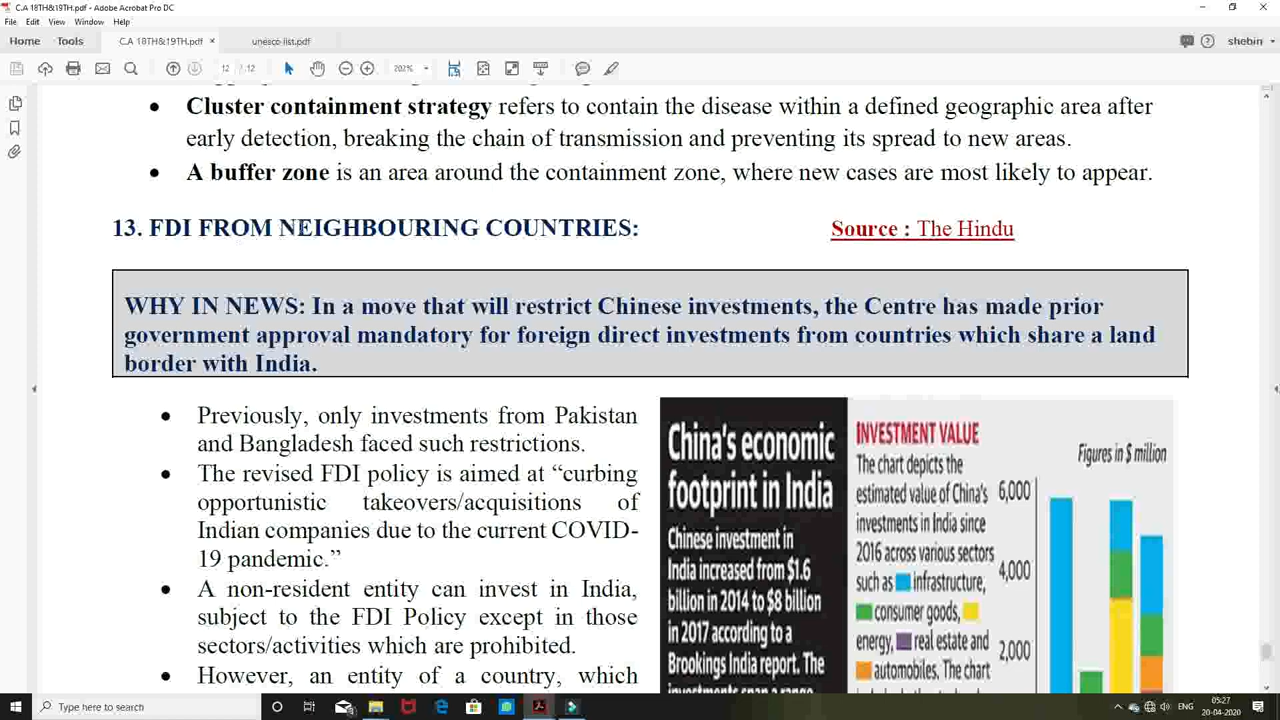 C.A 18TH&19TH.pdf - Adobe Acrobat Pro DC
File Edit View Window Help
Home Tools C.A 18TH&19TH.pdf × unesco-list.pdf shebin
12 / 12 202%
• Cluster containment strategy refers to contain the disease within a defined geographic area after
early detection, breaking the chain of transmission and preventing its spread to new areas.
• A buffer zone is an area around the containment zone, where new cases are most likely to appear.
13. FDI FROM NEIGHBOURING COUNTRIES: Source : The Hindu
WHY IN NEWS: In a move that will restrict Chinese investments, the Centre has made prior
government approval mandatory for foreign direct investments from countries which share a land
border with India.
• Previously, only investments from Pakistan
and Bangladesh faced such restrictions.
• The revised FDI policy is aimed at “curbing
opportunistic takeovers/acquisitions of
Indian companies due to the current COVID-
19 pandemic.”
• A non-resident entity can invest in India,
subject to the FDI Policy except in those
sectors/activities which are prohibited.
• However, an entity of a country, which
China's economic
footprint in India
Chinese investment in
India increased from $1.6
billion in 2014 to $8 billion
in 2017 according to a
Brookings India report. The
investments span a range
INVESTMENT VALUE
The chart depicts the
estimated value of China's
investments in India since
2016 across various sectors
such as infrastructure,
consumer goods,
energy, real estate and
automobiles. The chart
Figures in $ million
6,000
4,000
2,000
Type here to search
ENG
05:27
20-04-2020